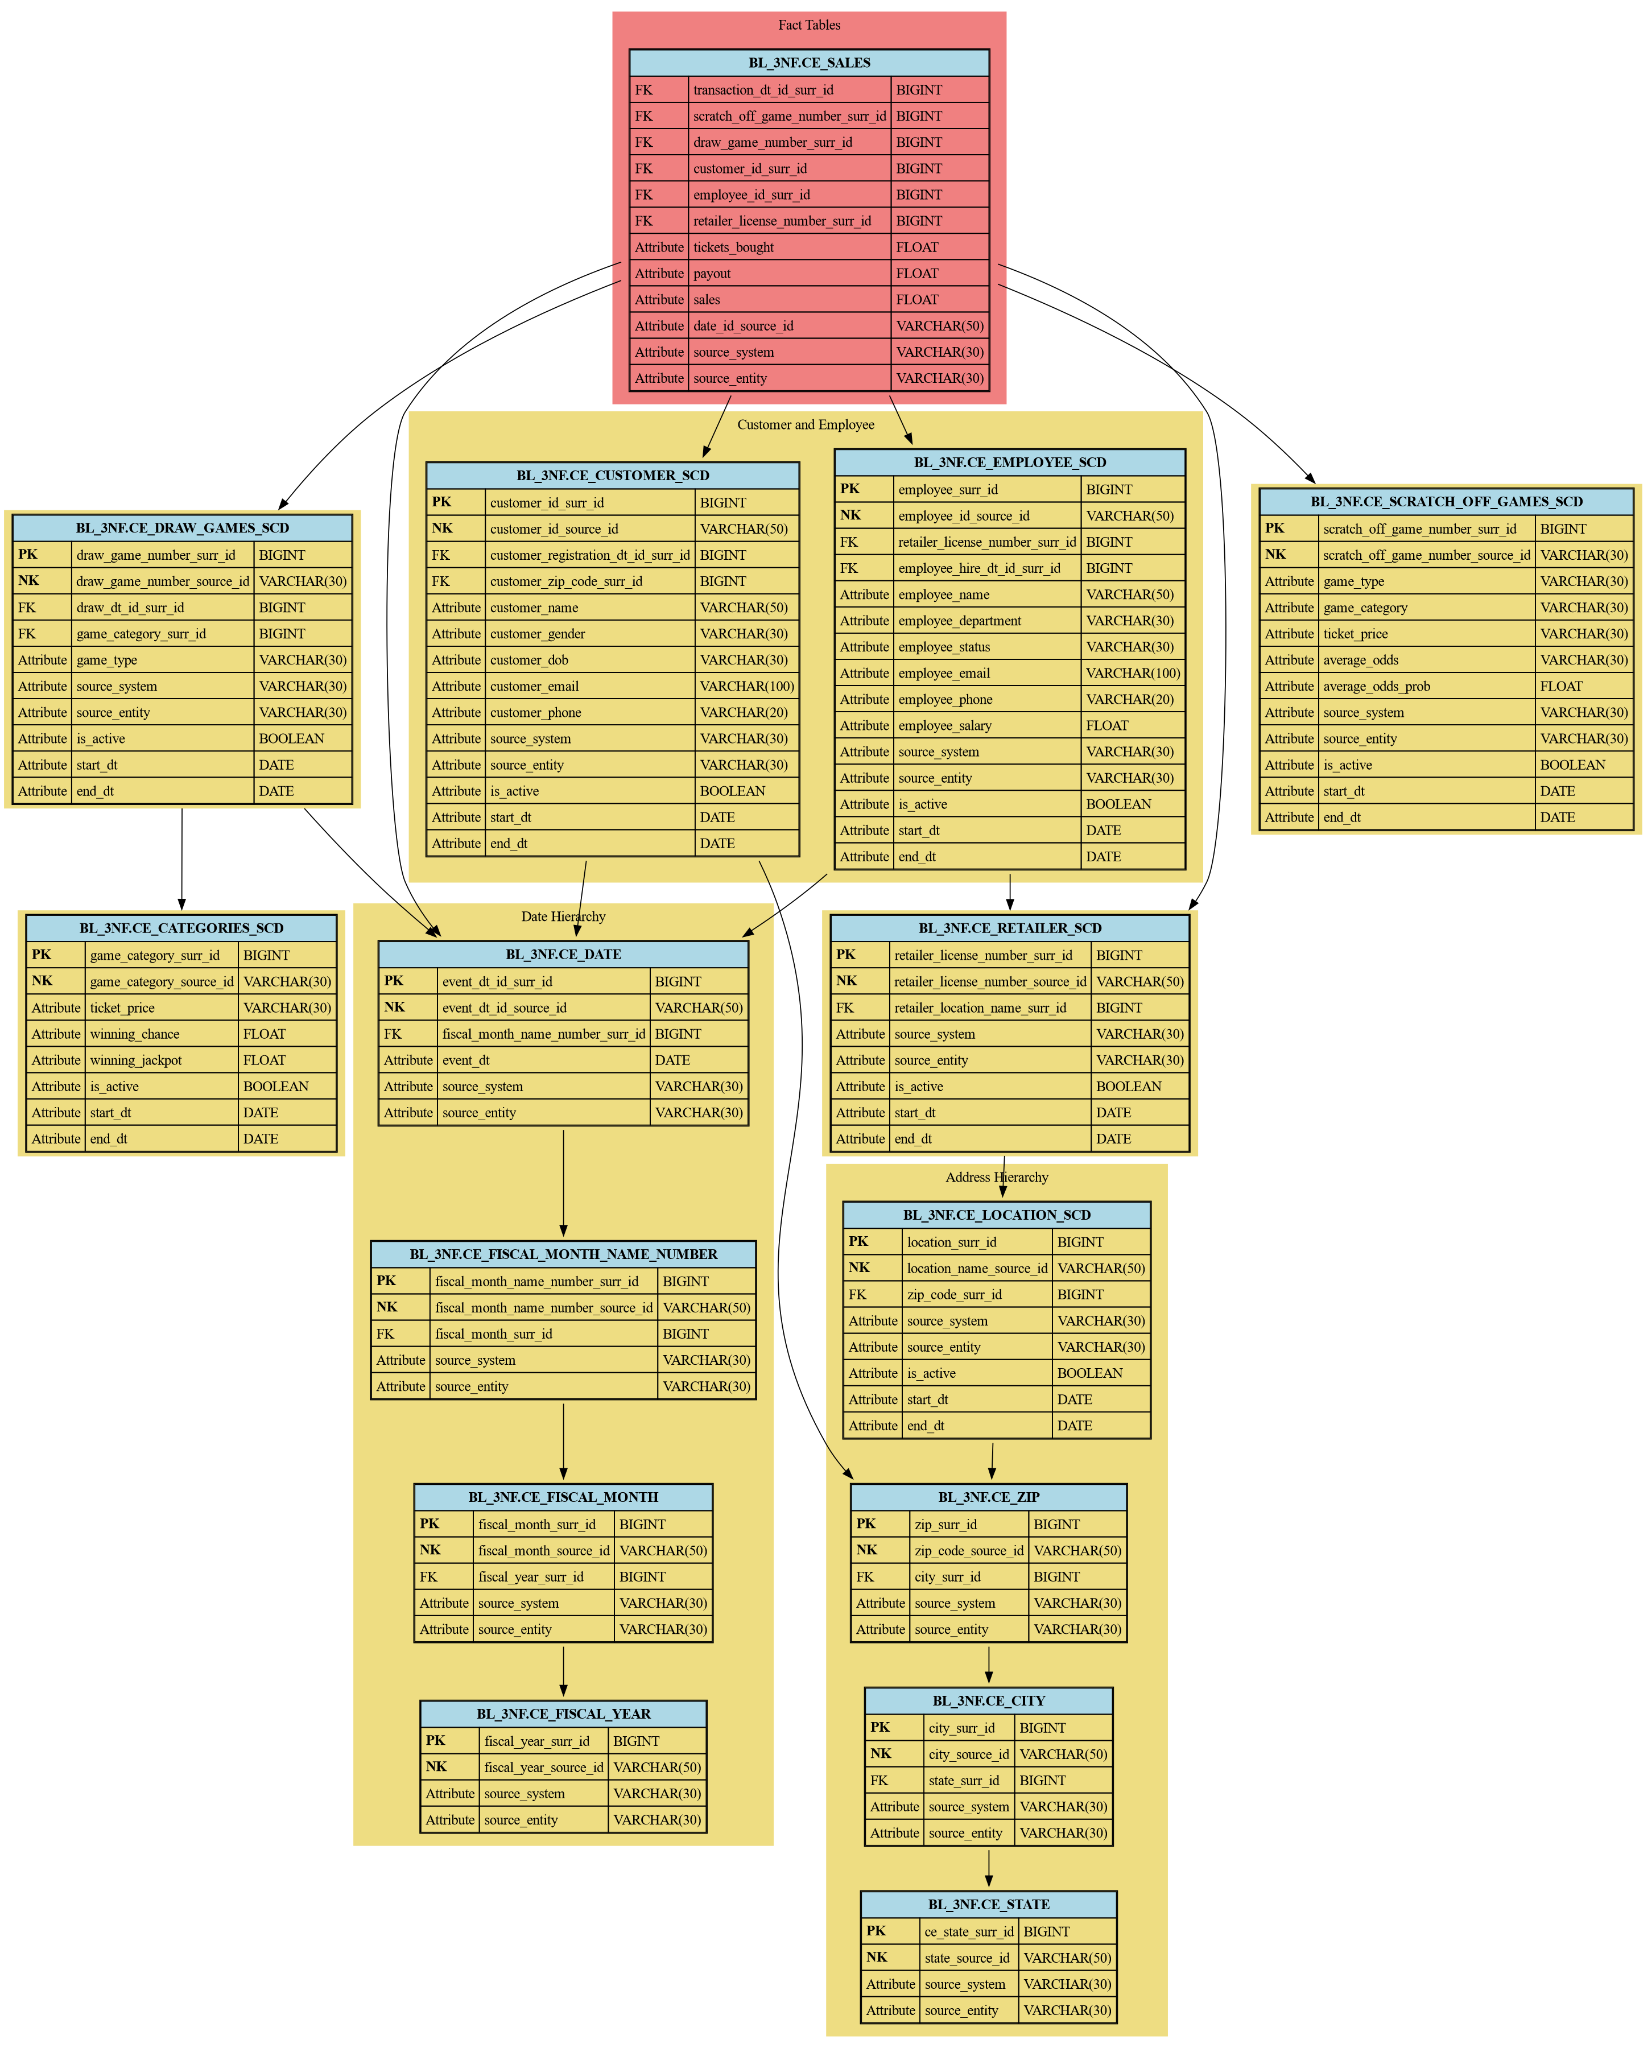 Fact Tables
BL_3NF.CE_SALES
FK transaction_dt_id_surr_id BIGINT
FK scratch_off_game_number_surr_id BIGINT
FK draw_game_number_surr_id BIGINT
FK customer_id_surr_id BIGINT
FK employee_id_surr_id BIGINT
FK retailer_license_number_surr_id BIGINT
Attribute tickets_bought FLOAT
Attribute payout FLOAT
Attribute sales FLOAT
Attribute date_id_source_id VARCHAR(50)
Attribute source_system VARCHAR(30)
Attribute source_entity VARCHAR(30)
Customer and Employee
BL_3NF.CE_CUSTOMER_SCD
PK customer_id_surr_id BIGINT
NK customer_id_source_id VARCHAR(50)
FK customer_registration_dt_id_surr_id BIGINT
FK customer_zip_code_surr_id BIGINT
Attribute customer_name VARCHAR(50)
Attribute customer_gender VARCHAR(30)
Attribute customer_dob VARCHAR(30)
Attribute customer_email VARCHAR(100)
Attribute customer_phone VARCHAR(20)
Attribute source_system VARCHAR(30)
Attribute source_entity VARCHAR(30)
Attribute is_active BOOLEAN
Attribute start_dt DATE
Attribute end_dt DATE
BL_3NF.CE_EMPLOYEE_SCD
PK employee_surr_id BIGINT
NK employee_id_source_id VARCHAR(50)
FK retailer_license_number_surr_id BIGINT
FK employee_hire_dt_id_surr_id BIGINT
Attribute employee_name VARCHAR(50)
Attribute employee_department VARCHAR(30)
Attribute employee_status VARCHAR(30)
Attribute employee_email VARCHAR(100)
Attribute employee_phone VARCHAR(20)
Attribute employee_salary FLOAT
Attribute source_system VARCHAR(30)
Attribute source_entity VARCHAR(30)
Attribute is_active BOOLEAN
Attribute start_dt DATE
Attribute end_dt DATE
BL_3NF.CE_DRAW_GAMES_SCD
PK draw_game_number_surr_id BIGINT
NK draw_game_number_source_id VARCHAR(30)
FK draw_dt_id_surr_id BIGINT
FK game_category_surr_id BIGINT
Attribute game_type VARCHAR(30)
Attribute source_system VARCHAR(30)
Attribute source_entity VARCHAR(30)
Attribute is_active BOOLEAN
Attribute start_dt DATE
Attribute end_dt DATE
BL_3NF.CE_SCRATCH_OFF_GAMES_SCD
PK scratch_off_game_number_surr_id BIGINT
NK scratch_off_game_number_source_id VARCHAR(30)
Attribute game_type VARCHAR(30)
Attribute game_category VARCHAR(30)
Attribute ticket_price VARCHAR(30)
Attribute average_odds VARCHAR(30)
Attribute average_odds_prob FLOAT
Attribute source_system VARCHAR(30)
Attribute source_entity VARCHAR(30)
Attribute is_active BOOLEAN
Attribute start_dt DATE
Attribute end_dt DATE
BL_3NF.CE_CATEGORIES_SCD
PK game_category_surr_id BIGINT
NK game_category_source_id VARCHAR(30)
Attribute ticket_price VARCHAR(30)
Attribute winning_chance FLOAT
Attribute winning_jackpot FLOAT
Attribute is_active BOOLEAN
Attribute start_dt DATE
Attribute end_dt DATE
Date Hierarchy
BL_3NF.CE_DATE
PK event_dt_id_surr_id BIGINT
NK event_dt_id_source_id VARCHAR(50)
FK fiscal_month_name_number_surr_id BIGINT
Attribute event_dt DATE
Attribute source_system VARCHAR(30)
Attribute source_entity VARCHAR(30)
BL_3NF.CE_RETAILER_SCD
PK retailer_license_number_surr_id BIGINT
NK retailer_license_number_source_id VARCHAR(50)
FK retailer_location_name_surr_id BIGINT
Attribute source_system VARCHAR(30)
Attribute source_entity VARCHAR(30)
Attribute is_active BOOLEAN
Attribute start_dt DATE
Attribute end_dt DATE
Address Hierarchy
BL_3NF.CE_LOCATION_SCD
PK location_surr_id BIGINT
NK location_name_source_id VARCHAR(50)
FK zip_code_surr_id BIGINT
Attribute source_system VARCHAR(30)
Attribute source_entity VARCHAR(30)
Attribute is_active BOOLEAN
Attribute start_dt DATE
Attribute end_dt DATE
BL_3NF.CE_FISCAL_MONTH_NAME_NUMBER
PK fiscal_month_name_number_surr_id BIGINT
NK fiscal_month_name_number_source_id VARCHAR(50)
FK fiscal_month_surr_id BIGINT
Attribute source_system VARCHAR(30)
Attribute source_entity VARCHAR(30)
BL_3NF.CE_FISCAL_MONTH
PK fiscal_month_surr_id BIGINT
NK fiscal_month_source_id VARCHAR(50)
FK fiscal_year_surr_id BIGINT
Attribute source_system VARCHAR(30)
Attribute source_entity VARCHAR(30)
BL_3NF.CE_ZIP
PK zip_surr_id BIGINT
NK zip_code_source_id VARCHAR(50)
FK city_surr_id BIGINT
Attribute source_system VARCHAR(30)
Attribute source_entity VARCHAR(30)
BL_3NF.CE_FISCAL_YEAR
PK fiscal_year_surr_id BIGINT
NK fiscal_year_source_id VARCHAR(50)
Attribute source_system VARCHAR(30)
Attribute source_entity VARCHAR(30)
BL_3NF.CE_CITY
PK city_surr_id BIGINT
NK city_source_id VARCHAR(50)
FK state_surr_id BIGINT
Attribute source_system VARCHAR(30)
Attribute source_entity VARCHAR(30)
BL_3NF.CE_STATE
PK ce_state_surr_id BIGINT
NK state_source_id VARCHAR(50)
Attribute source_system VARCHAR(30)
Attribute source_entity VARCHAR(30)